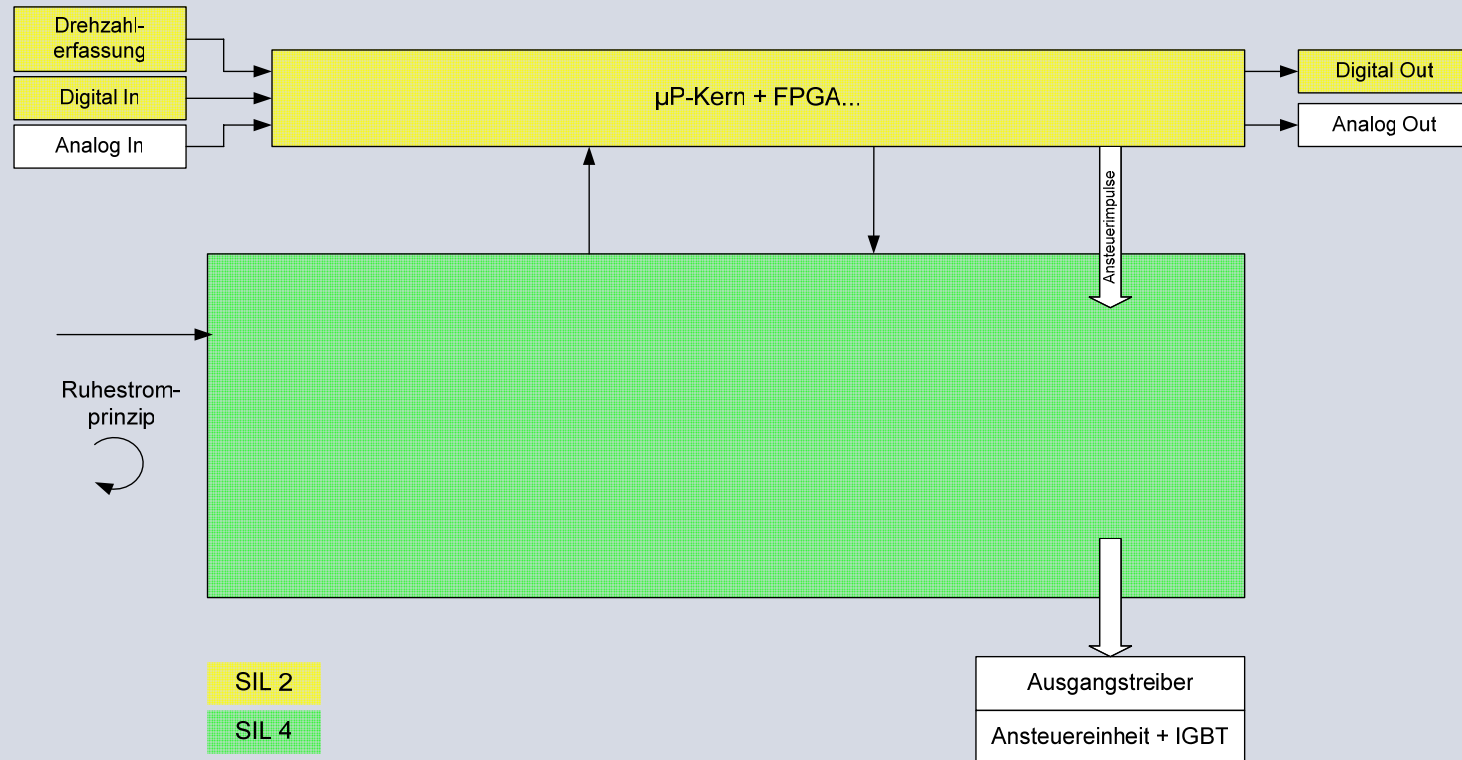 Drehzahl-
erfassung
Digital In
Analog In
µP-Kern + FPGA...
Digital Out
Analog Out
Ansteuerimpulse
Ruhestrom-
prinzip
SIL 2
SIL 4
Ausgangstreiber
Ansteuereinheit + IGBT